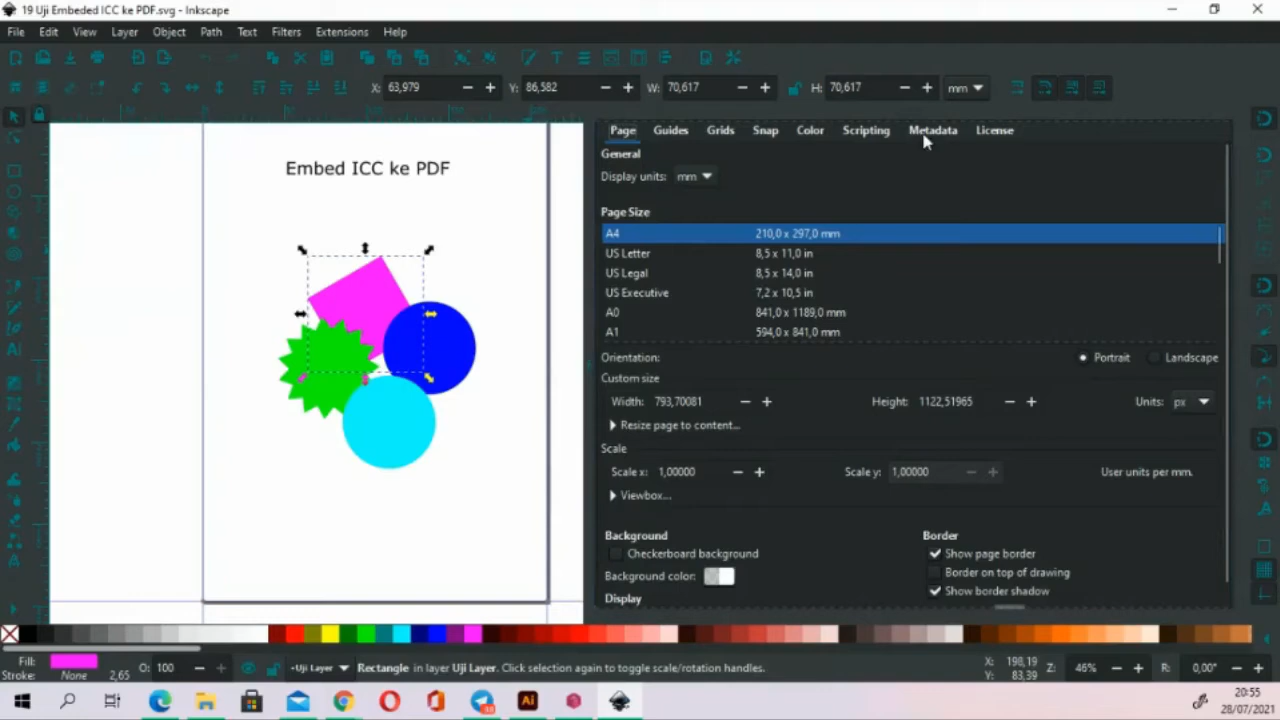 19 Uji Embeded ICC ke PDF.svg - Inkscape
File Edit View Layer Object Path Text Filters Extensions Help
X: 63,979 Y: 86,582 W: 70,617 H: 70,617 mm
Page Guides Grids Snap Color Scripting Metadata License
Embed ICC ke PDF
General
Display units: mm
Page Size
A4 210,0 x 297,0 mm
US Letter 8,5 x 11,0 in
US Legal 8,5 x 14,0 in
US Executive 7,2 x 10,5 in
A0 841,0 x 1189,0 mm
A1 594,0 x 841,0 mm
Orientation: Portrait Landscape
Custom size
Width: 793,70081 Height: 1122,51965 Units: px
Resize page to content...
Scale
Scale x: 1,00000 Scale y: 1,00000 User units per mm.
Viewbox...
Background Border
Checkerboard background Show page border
Background color: Border on top of drawing
Display Show border shadow
Fill: O: 100 Uji Layer Rectangle in layer Uji Layer. Click selection again to toggle scale/rotation handles. X: 198,19 Z: 46% R: 0,00°
Stroke: None 2,65 Y: 83,39
Ai
20:55
28/07/2021